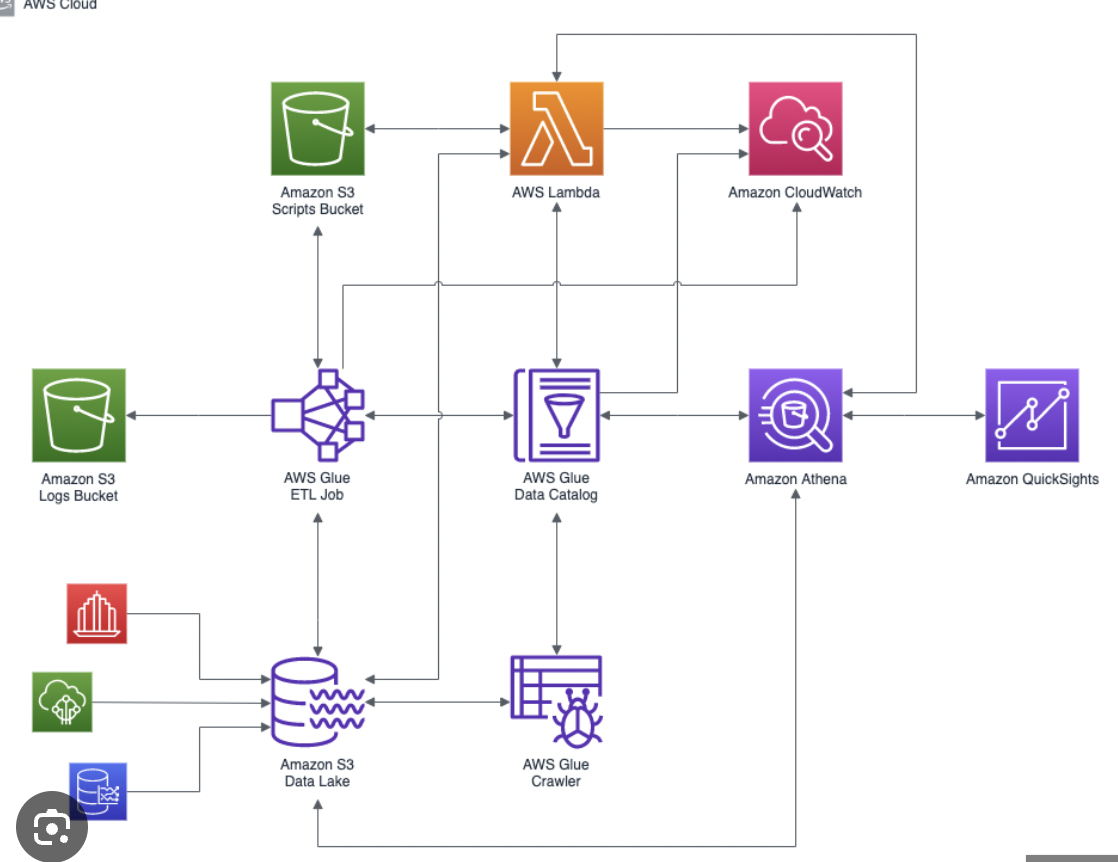 AWS Cloud
Amazon S3
Scripts Bucket
AWS Lambda
Amazon CloudWatch
Amazon S3
Logs Bucket
AWS Glue
ETL Job
AWS Glue
Data Catalog
Amazon Athena
Amazon QuickSights
Amazon S3
Data Lake
AWS Glue
Crawler